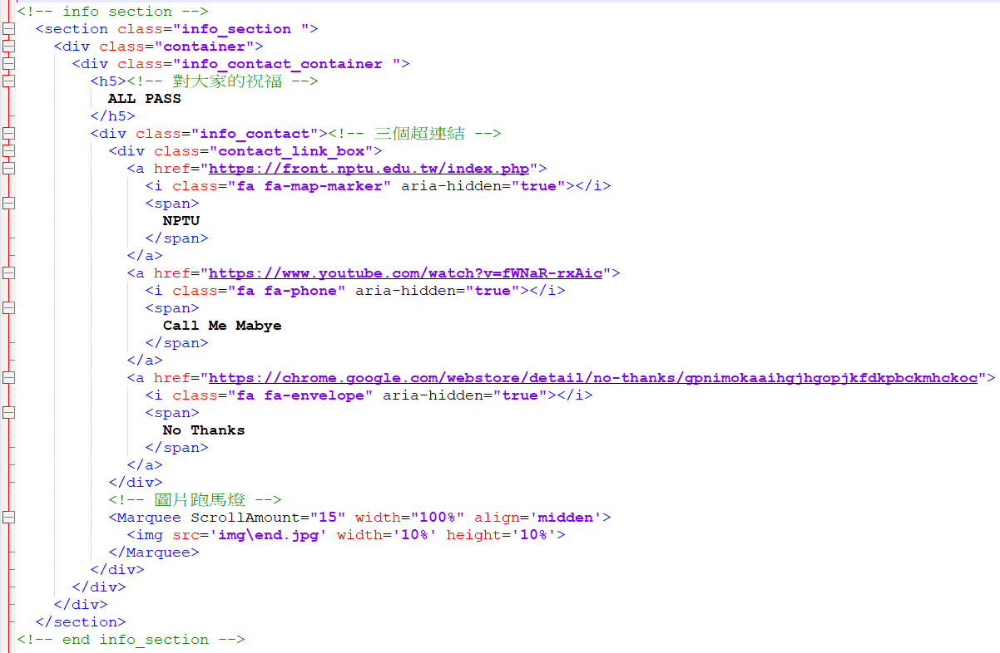 <!-- info section -->
<section class="info_section ">
<div class="container">
<div class="info_contact_container ">
<h5><!-- 對大家的祝福 -->
ALL PASS
</h5>
<div class="info_contact"><!-- 三個超連結 -->
<div class="contact_link_box">
<a href="https://front.nptu.edu.tw/index.php">
<i class="fa fa-map-marker" aria-hidden="true"></i>
<span>
NPTU
</span>
</a>
<a href="https://www.youtube.com/watch?v=fWNaR-rxAic">
<i class="fa fa-phone" aria-hidden="true"></i>
<span>
Call Me Mabye
</span>
</a>
<a href="https://chrome.google.com/webstore/detail/no-thanks/gpnimokaaihgjhgopjkfdkpbckmhckoc">
<i class="fa fa-envelope" aria-hidden="true"></i>
<span>
No Thanks
</span>
</a>
</div>
<!-- 圖片跑馬燈 -->
<Marquee ScrollAmount="15" width="100%" align='midden'>
<img src='img\end.jpg' width='10%' height='10%'>
</Marquee>
</div>
</div>
</div>
</section>
<!-- end info_section -->